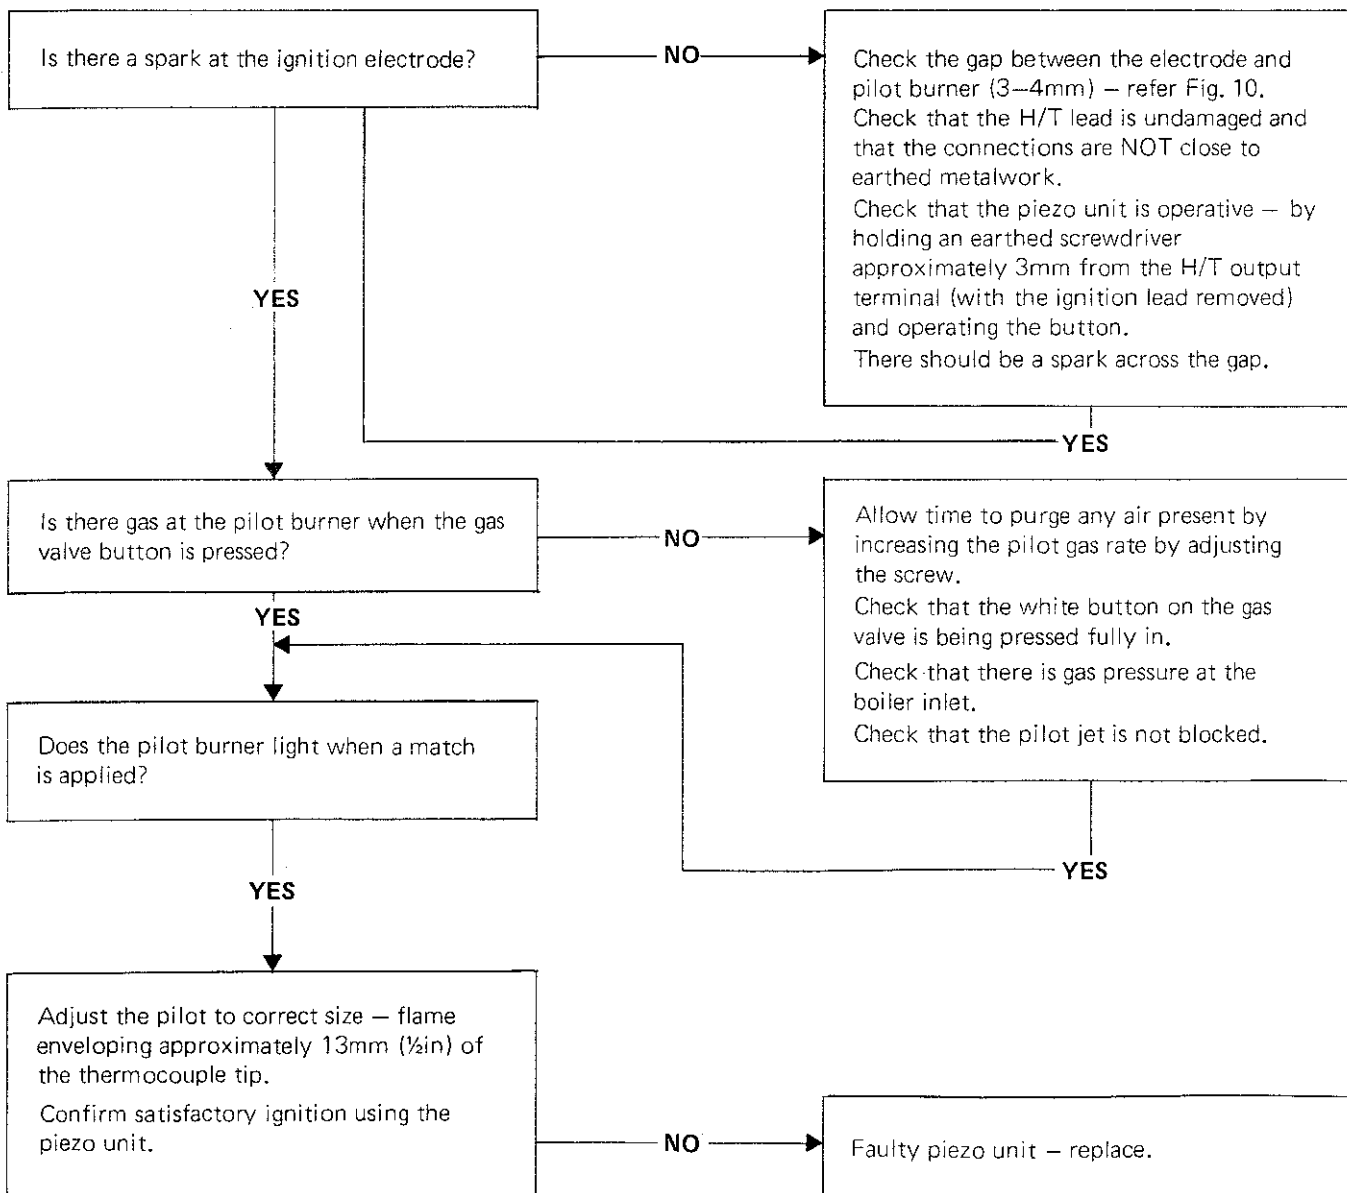 Is there a spark at the ignition electrode?
NO
Check the gap between the electrode and
pilot burner (3–4mm) – refer Fig. 10.
Check that the H/T lead is undamaged and
that the connections are NOT close to
earthed metalwork.
Check that the piezo unit is operative – by
holding an earthed screwdriver
approximately 3mm from the H/T output
terminal (with the ignition lead removed)
and operating the button.
There should be a spark across the gap.
YES
YES
Is there gas at the pilot burner when the gas
valve button is pressed?
NO
Allow time to purge any air present by
increasing the pilot gas rate by adjusting
the screw.
Check that the white button on the gas
valve is being pressed fully in.
Check that there is gas pressure at the
boiler inlet.
Check that the pilot jet is not blocked.
YES
YES
Does the pilot burner light when a match
is applied?
YES
Adjust the pilot to correct size – flame
enveloping approximately 13mm (½in) of
the thermocouple tip.
Confirm satisfactory ignition using the
piezo unit.
NO
Faulty piezo unit – replace.